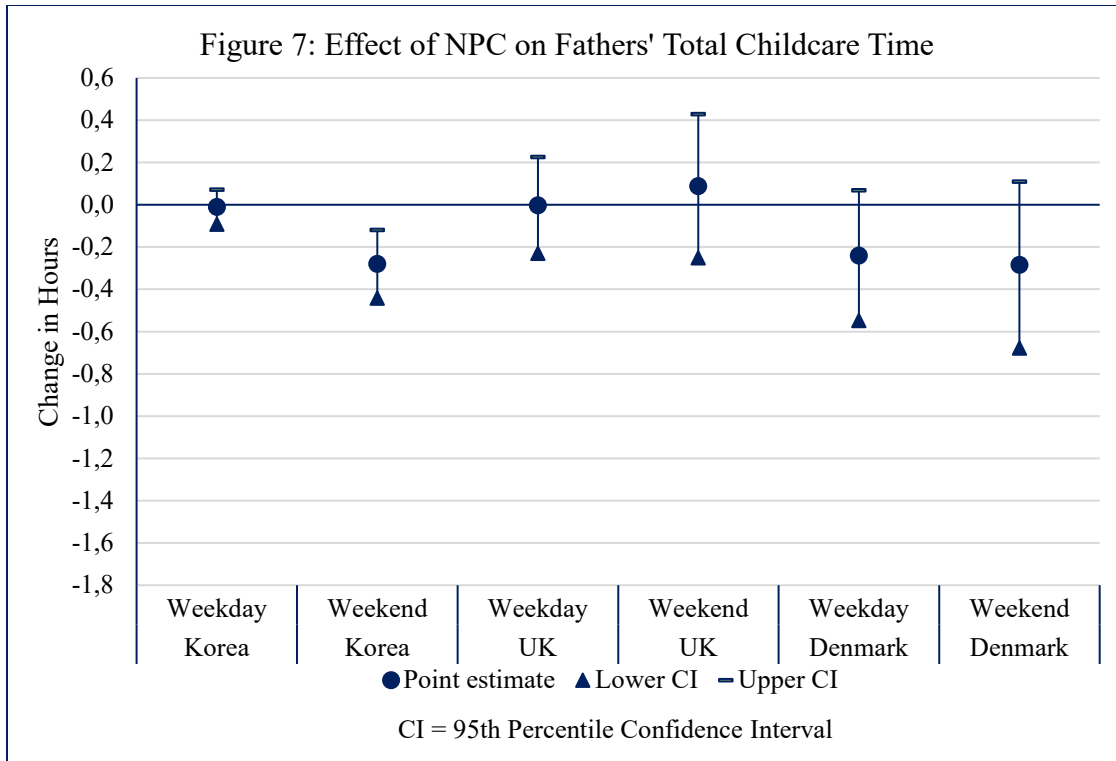 Figure 7: Effect of NPC on Fathers' Total Childcare Time
Change in Hours
0,6
0,4
0,2
0,0
-0,2
-0,4
-0,6
-0,8
-1,0
-1,2
-1,4
-1,6
-1,8
Weekday Weekend Weekday Weekend Weekday Weekend
Korea Korea UK UK Denmark Denmark
Point estimate Lower CI Upper CI
CI = 95th Percentile Confidence Interval